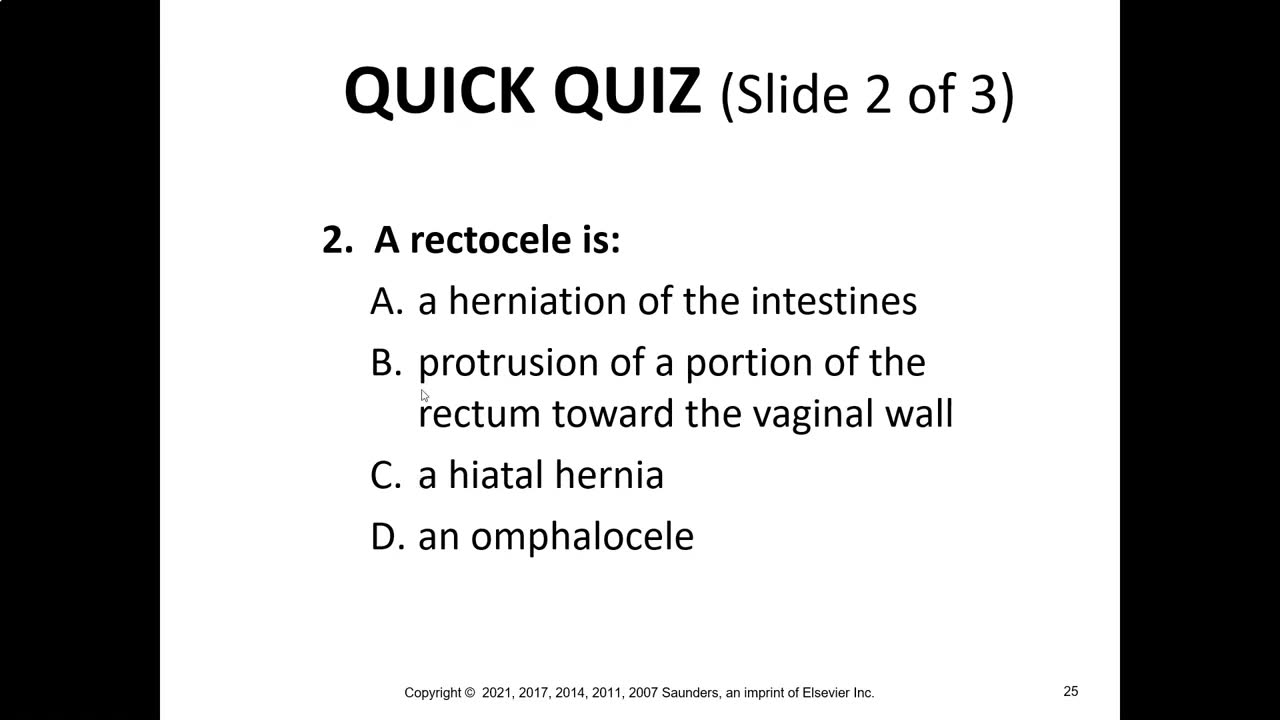 QUICK QUIZ (Slide 2 of 3)
2. A rectocele is:
A. a herniation of the intestines
B. protrusion of a portion of the
rectum toward the vaginal wall
C. a hiatal hernia
D. an omphalocele
Copyright © 2021, 2017, 2014, 2011, 2007 Saunders, an imprint of Elsevier Inc.
25